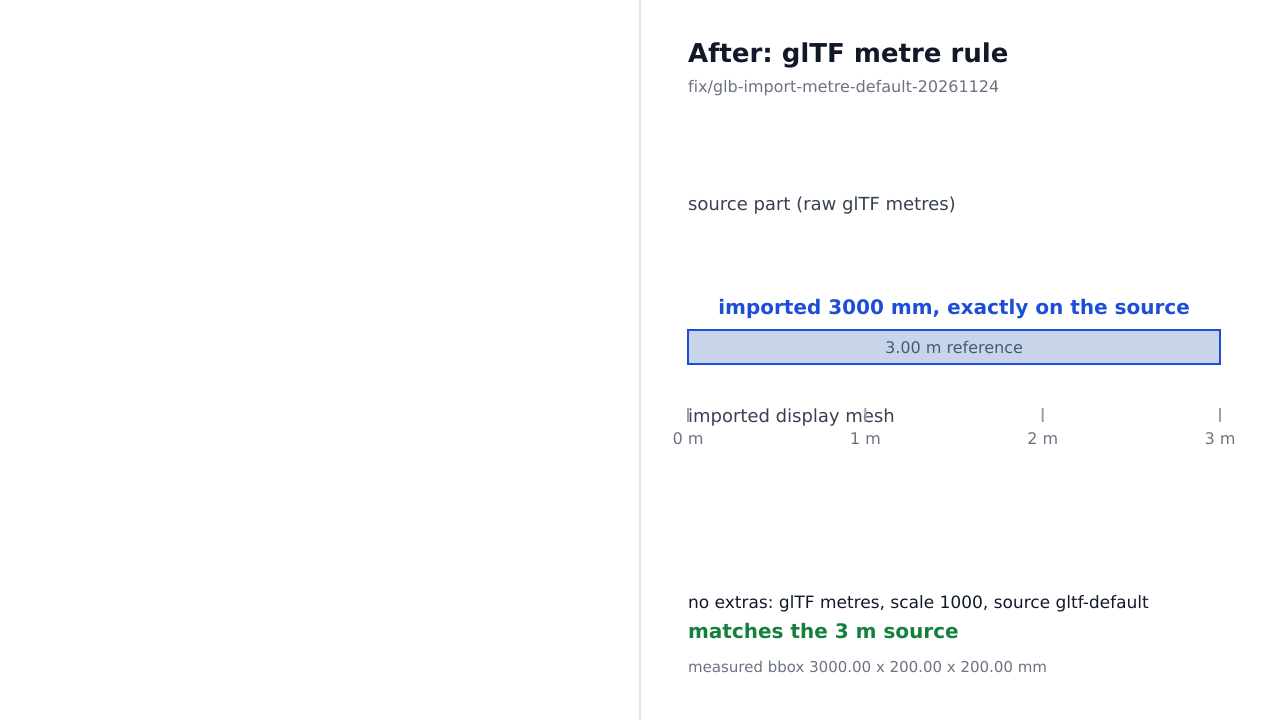 After: glTF metre rule
fix/glb-import-metre-default-20261124
source part (raw glTF metres)
imported 3000 mm, exactly on the source
3.00 m reference
imported display mesh
0 m 1 m 2 m 3 m
no extras: glTF metres, scale 1000, source gltf-default
matches the 3 m source
measured bbox 3000.00 x 200.00 x 200.00 mm